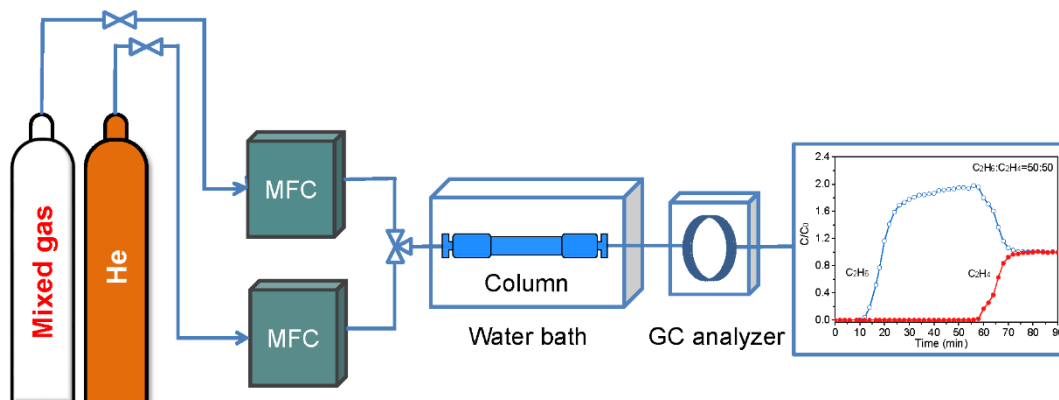 Mixed gas
He
MFC
MFC
Column
Water bath
GC analyzer
C₂H₆:C₂H₄=50:50
C₂H₆
C₂H₄
C/C₀
2.4
2.0
1.6
1.2
0.8
0.4
0.0
0 10 20 30 40 50 60 70 80 90
Time (min)